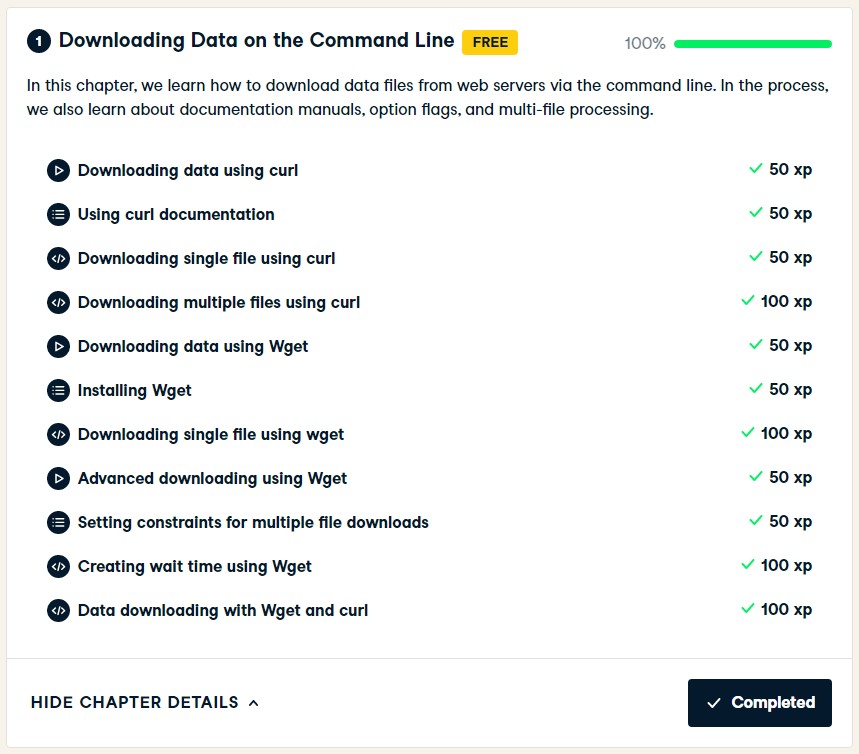 1 Downloading Data on the Command Line FREE 100%
In this chapter, we learn how to download data files from web servers via the command line. In the process,
we also learn about documentation manuals, option flags, and multi-file processing.
Downloading data using curl 50 xp
Using curl documentation 50 xp
Downloading single file using curl 50 xp
Downloading multiple files using curl 100 xp
Downloading data using Wget 50 xp
Installing Wget 50 xp
Downloading single file using wget 100 xp
Advanced downloading using Wget 50 xp
Setting constraints for multiple file downloads 50 xp
Creating wait time using Wget 100 xp
Data downloading with Wget and curl 100 xp
HIDE CHAPTER DETAILS Completed